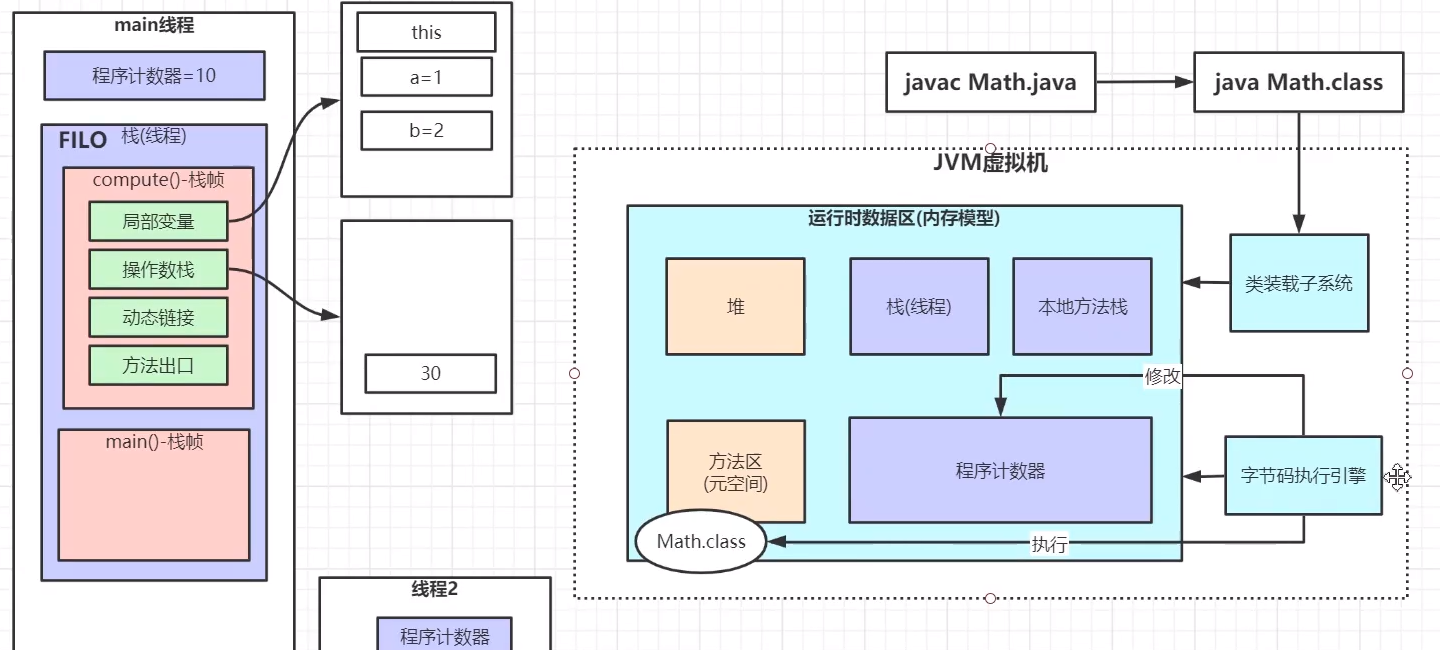 main线程
程序计数器=10
FILO 栈(线程)
compute()-栈帧
局部变量
操作数栈
动态链接
方法出口
main()-栈帧
this
a=1
b=2
30
线程2
程序计数器
javac Math.java
java Math.class
JVM虚拟机
运行时数据区(内存模型)
堆
栈(线程)
本地方法栈
类装载子系统
修改
方法区
(元空间)
程序计数器
字节码执行引擎
Math.class
执行